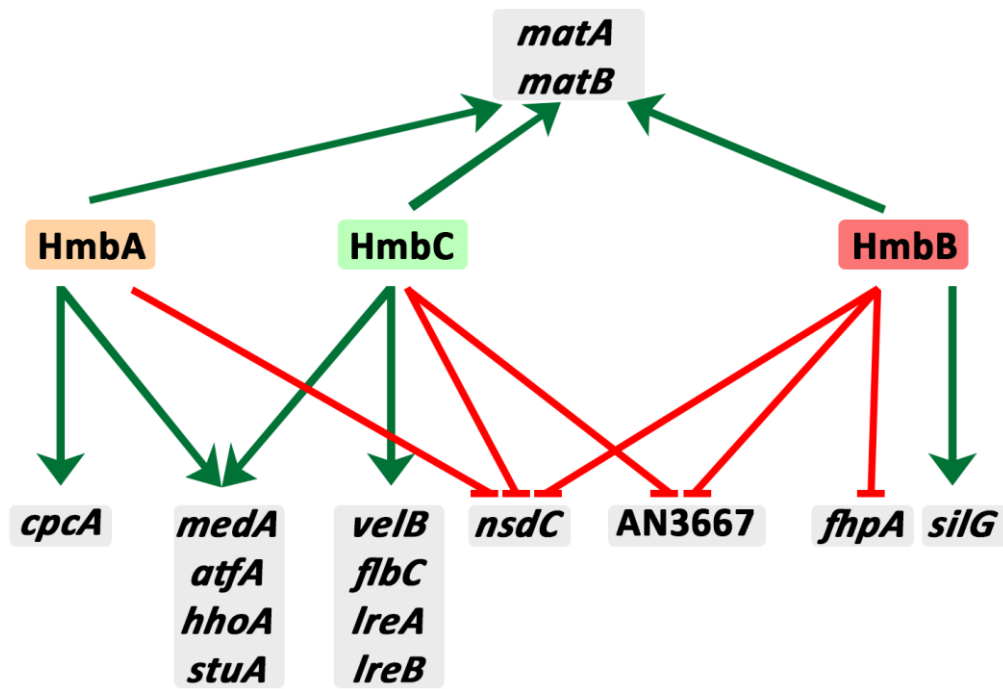 matA
matB
HmbA
HmbC
HmbB
cpcA
medA
atfA
hhoA
stuA
velB
flbC
lreA
lreB
nsdC
AN3667
fhpA
silG